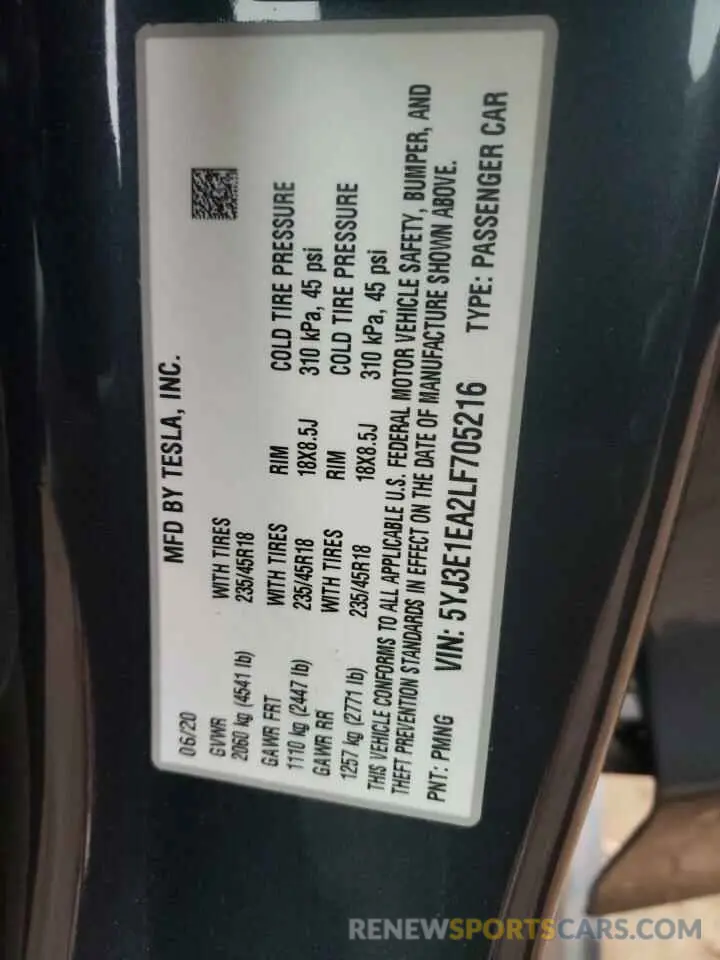 MFD BY TESLA, INC.
06/20
GVWR WITH TIRES
2060 kg (4541 lb) 235/45R18
GAWR FRT WITH TIRES RIM COLD TIRE PRESSURE
1110 kg (2447 lb) 235/45R18 18X8.5J 310 kPa, 45 psi
GAWR RR WITH TIRES RIM COLD TIRE PRESSURE
1257 kg (2771 lb) 235/45R18 18X8.5J 310 kPa, 45 psi
THIS VEHICLE CONFORMS TO ALL APPLICABLE U.S. FEDERAL MOTOR VEHICLE SAFETY, BUMPER, AND
THEFT PREVENTION STANDARDS IN EFFECT ON THE DATE OF MANUFACTURE SHOWN ABOVE.
PNT: PMNG VIN: 5YJ3E1EA2LF705216 TYPE: PASSENGER CAR
RENEWSPORTSCARS.COM